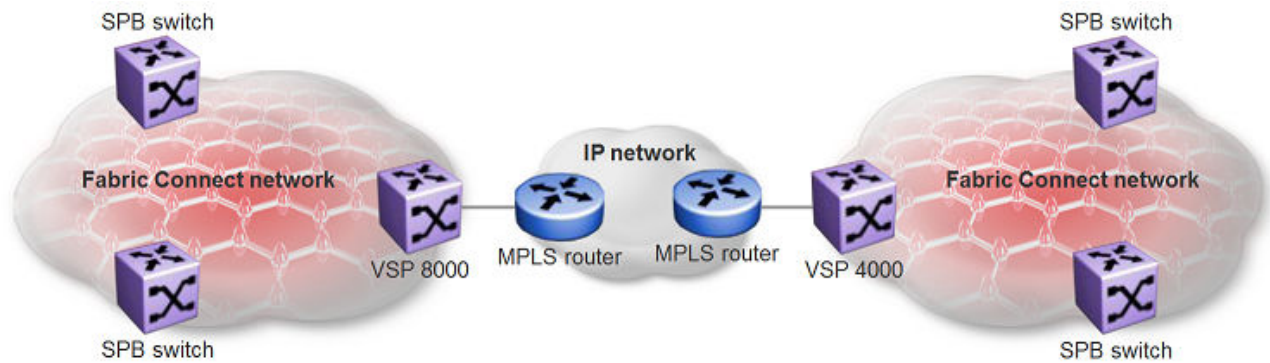 SPB switch
SPB switch
IP network
Fabric Connect network
Fabric Connect network
MPLS router
MPLS router
VSP 8000
VSP 4000
SPB switch
SPB switch